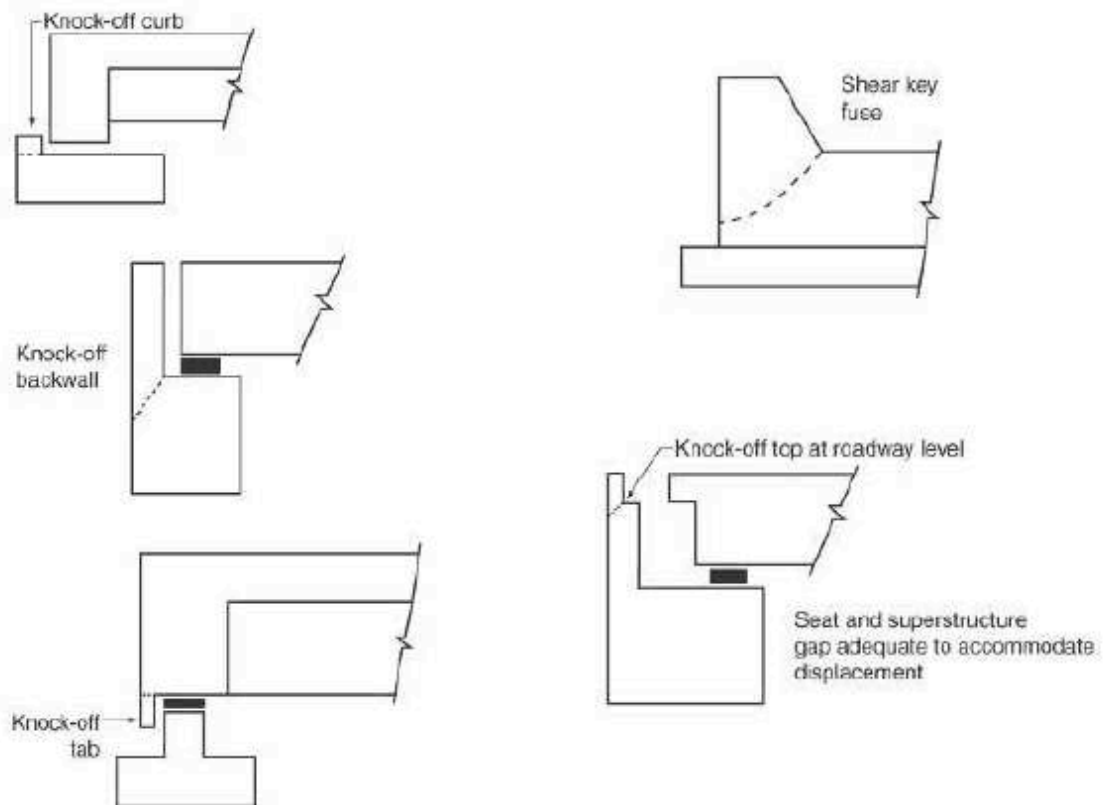 Knock-off curb
Shear key
fuse
Knock-off
backwall
Knock-off top at roadway level
Seat and superstructure
gap adequate to accommodate
displacement
Knock-off
tab